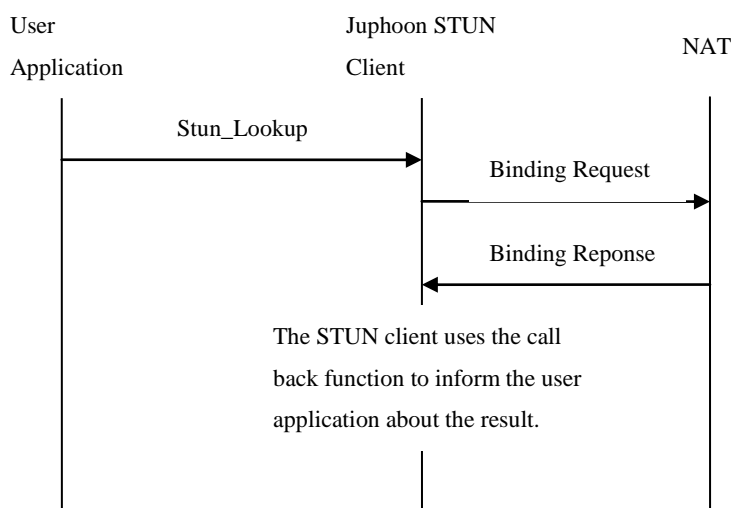 User
Application
Juphoon STUN
Client
NAT
Stun_Lookup
Binding Request
Binding Reponse
The STUN client uses the call
back function to inform the user
application about the result.